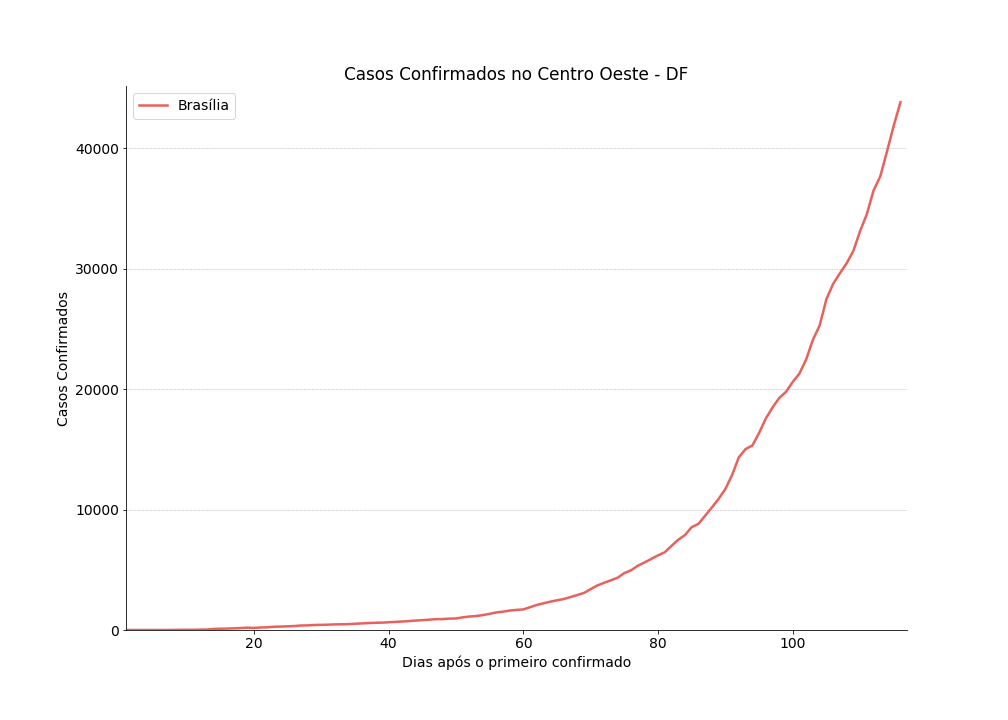 Casos Confirmados no Centro Oeste - DF
Brasília
40000
30000
20000
10000
0
Casos Confirmados
20
40
60
80
100
Dias após o primeiro confirmado